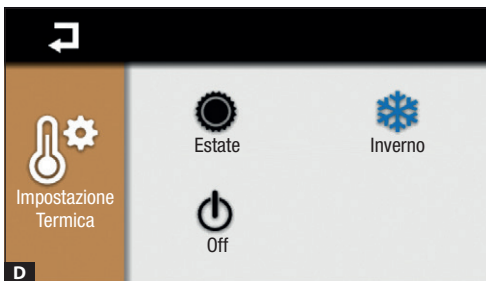 Estate
Inverno
Impostazione
Termica
Off
D